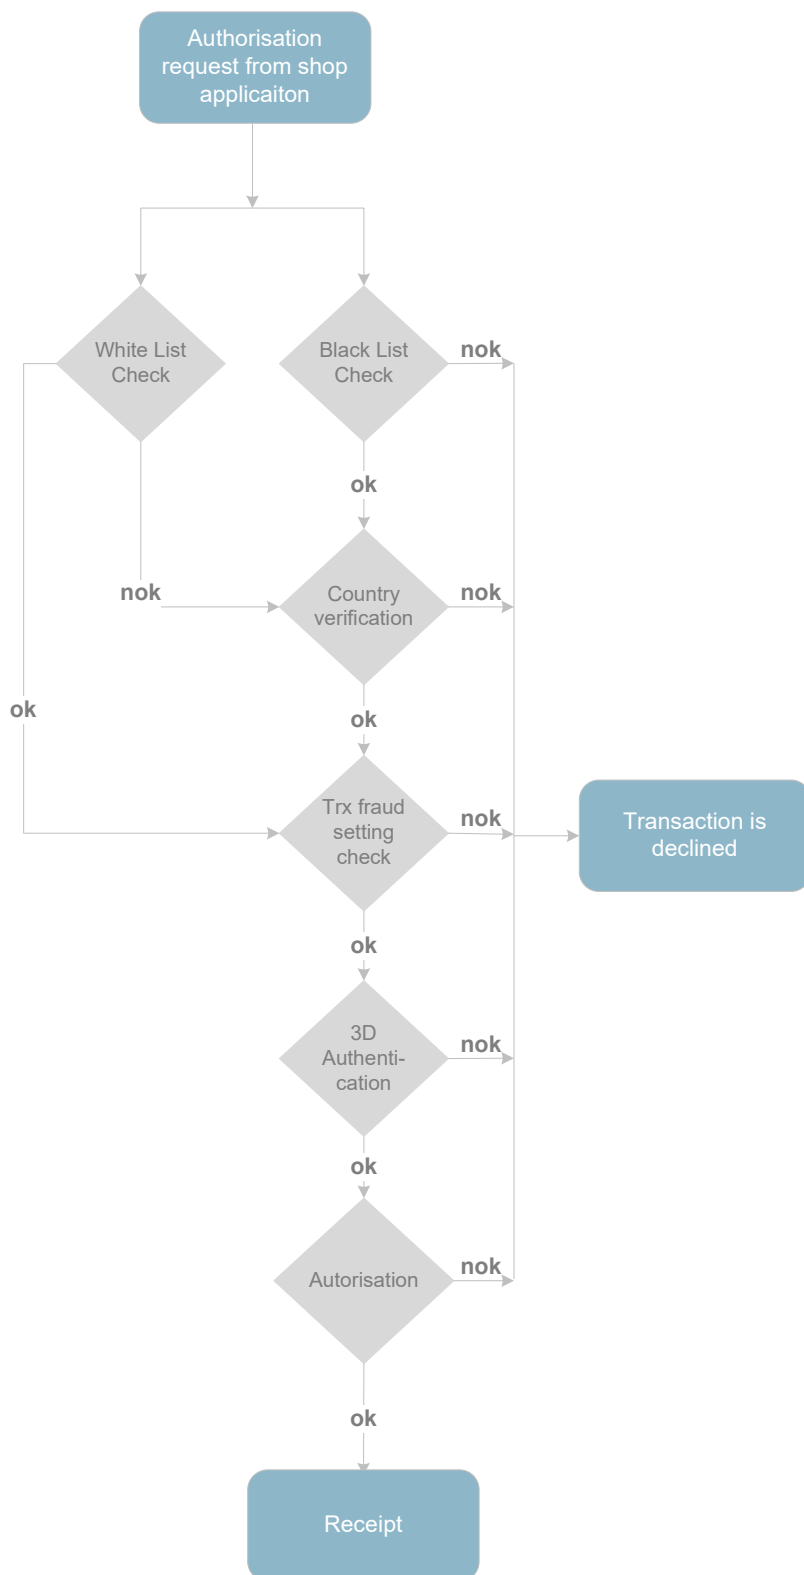 Authorisation
request from shop
applicaiton
White List
Check
Black List
Check
nok
ok
nok
Country
verification
nok
ok
ok
Trx fraud
setting
check
nok
Transaction is
declined
ok
3D
Authenti-
cation
nok
ok
Autorisation
nok
ok
Receipt